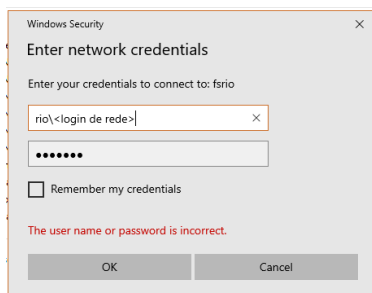 Windows Security
Enter network credentials
Enter your credentials to connect to: fsrio
rio\<login de rede>
●●●●●●●
Remember my credentials
The user name or password is incorrect.
OK
Cancel